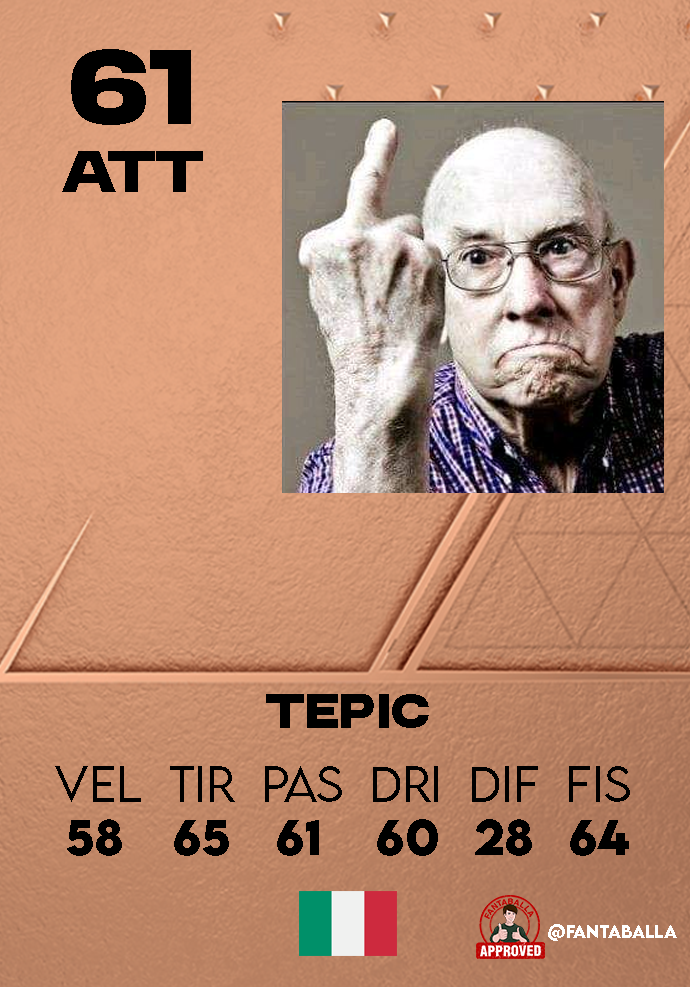 61
ATT
TEPIC
VEL TIR PAS DRI DIF FIS
58 65 61 60 28 64
FANTABALLA
APPROVED
@FANTABALLA